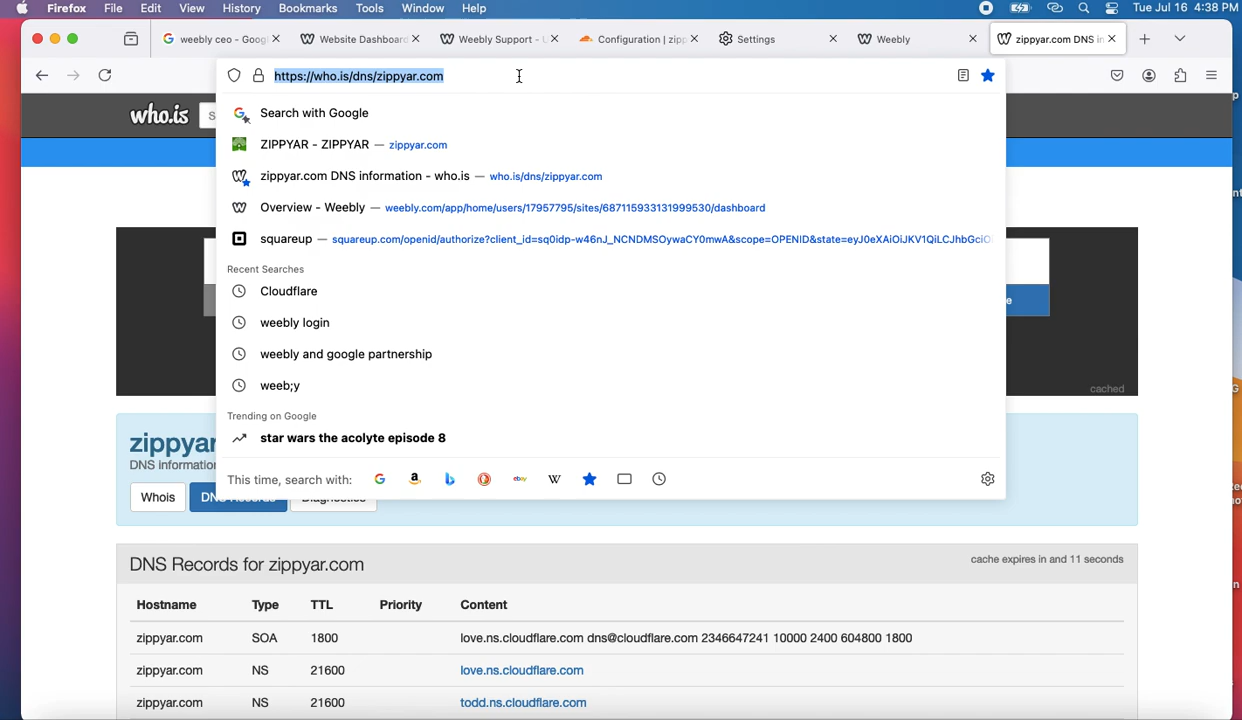 Firefox File Edit View History Bookmarks Tools Window Help Tue Jul 16 4:38 PM
weebly ceo - Goog Website Dashboar Weebly Support - Configuration | zipp Settings Weebly zippyar.com DNS in
https://who.is/dns/zippyar.com
who.is S
Search with Google
ZIPPYAR - ZIPPYAR — zippyar.com
zippyar.com DNS information - who.is — who.is/dns/zippyar.com
Overview - Weebly — weebly.com/app/home/users/17957795/sites/687115933131999530/dashboard
squareup — squareup.com/openid/authorize?client_id=sq0idp-w46nJ_NCNDMSOywaCY0mwA&scope=OPENID&state=eyJ0eXAiOiJKV1QiLCJhbGciO
Recent Searches
Cloudflare
e
weebly login
weebly and google partnership
weeb;y
cached
Trending on Google
star wars the acolyte episode 8
zippyar
DNS informatio
This time, search with:
Whois DNS Records Diagnostics
DNS Records for zippyar.com
cache expires in and 11 seconds
Hostname Type TTL Priority Content
zippyar.com SOA 1800 love.ns.cloudflare.com dns@cloudflare.com 2346647241 10000 2400 604800 1800
zippyar.com NS 21600 love.ns.cloudflare.com
zippyar.com NS 21600 todd.ns.cloudflare.com